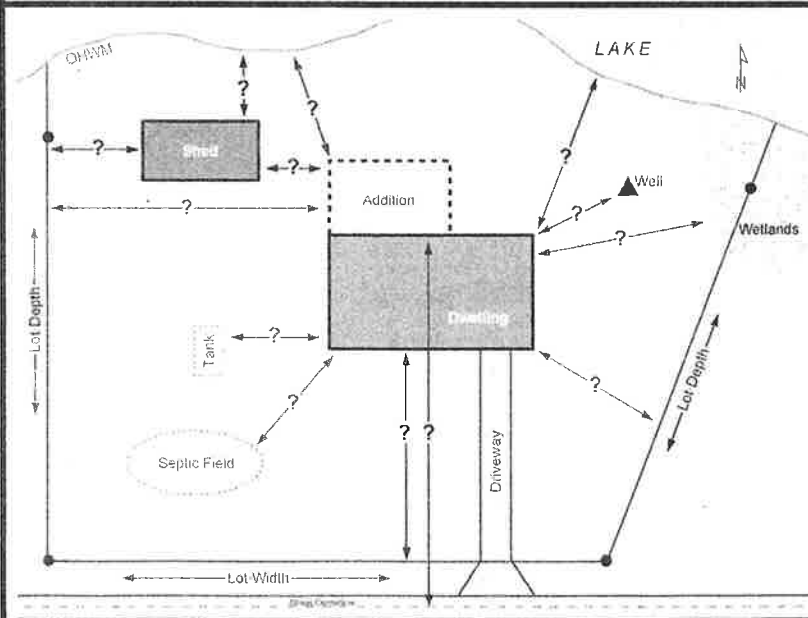 OHWM
LAKE
N
?
?
Shed
?
?
?
?
Addition
?
Well
?
?
Wetlands
Dwelling
Lot Depth
Tank
?
?
?
?
?
Lot Depth
Septic Field
Driveway
Lot Width